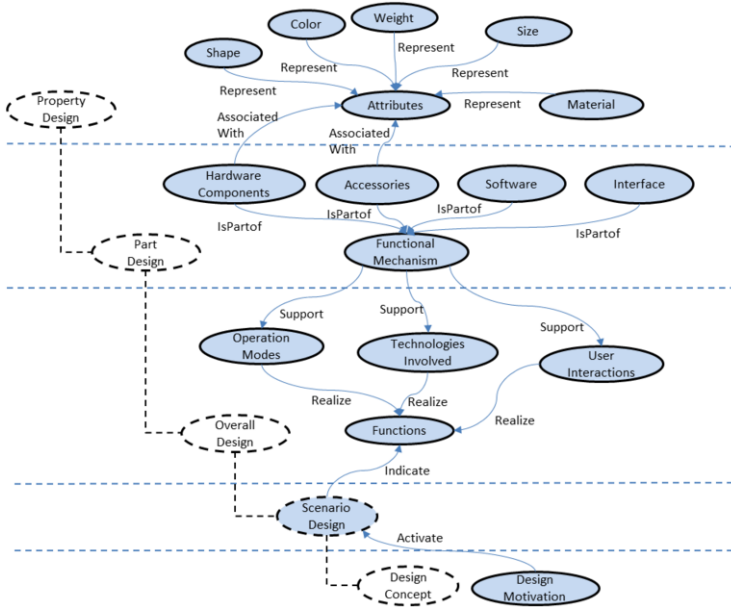 Weight
Color
Size
Shape
Represent
Represent
Represent
Represent
Represent
Property
Design
Attributes
Material
Associated
With
Associated
With
Hardware
Components
Accessories
Software
Interface
IsPartof
IsPartof
IsPartof
IsPartof
Part
Design
Functional
Mechanism
Support
Support
Support
Operation
Modes
Technologies
Involved
User
Interactions
Realize
Realize
Realize
Overall
Design
Functions
Indicate
Scenario
Design
Activate
Design
Concept
Design
Motivation